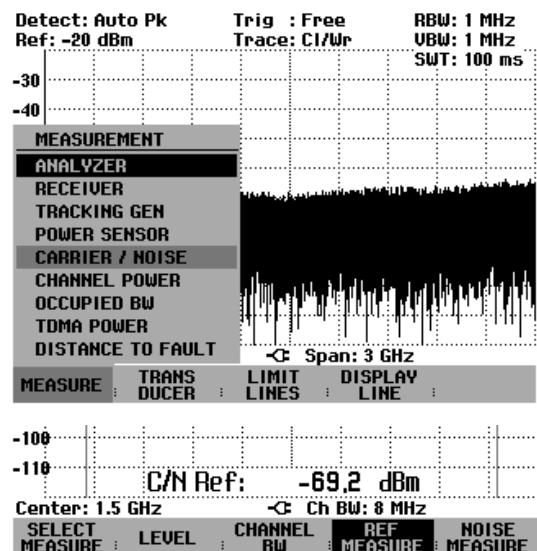 Detect: Auto Pk Trig : Free RBW: 1 MHz
Ref: -20 dBm Trace: Cl/Wr VBW: 1 MHz
SWT: 100 ms
-30
-40
MEASUREMENT
ANALYZER
RECEIVER
TRACKING GEN
POWER SENSOR
CARRIER / NOISE
CHANNEL POWER
OCCUPIED BW
TDMA POWER
DISTANCE TO FAULT
Span: 3 GHz
MEASURE TRANS LIMIT DISPLAY
DUCER LINES LINE
-100
-110
C/N Ref: -69,2 dBm
Center: 1.5 GHz Ch BW: 8 MHz
SELECT LEVEL CHANNEL REF NOISE
MEASURE BW MEASURE MEASURE